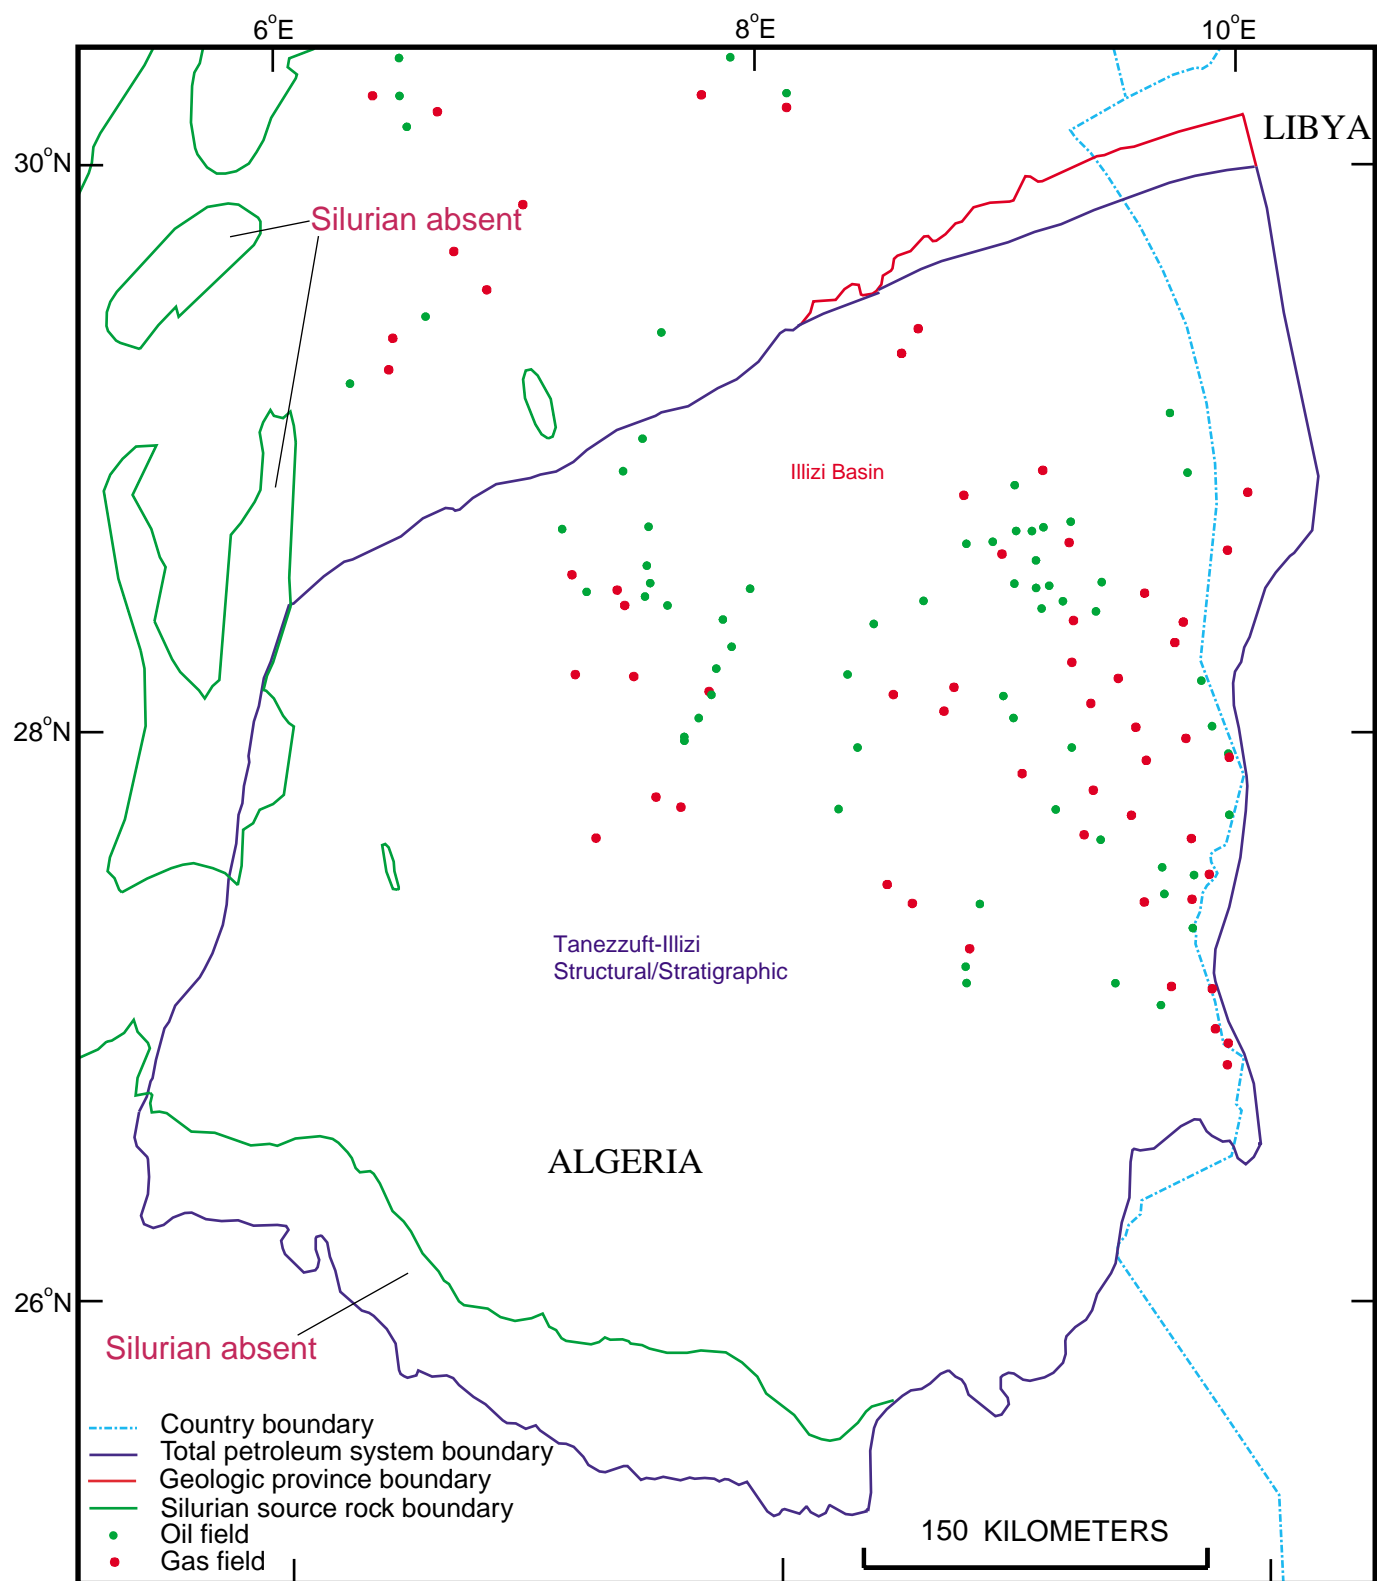 6°E 8°E 10°E
LIBYA
30°N
Silurian absent
Illizi Basin
28°N
Tanezzuft-Illizi
Structural/Stratigraphic
ALGERIA
26°N
Silurian absent
Country boundary
Total petroleum system boundary
Geologic province boundary
Silurian source rock boundary
Oil field
Gas field
150 KILOMETERS